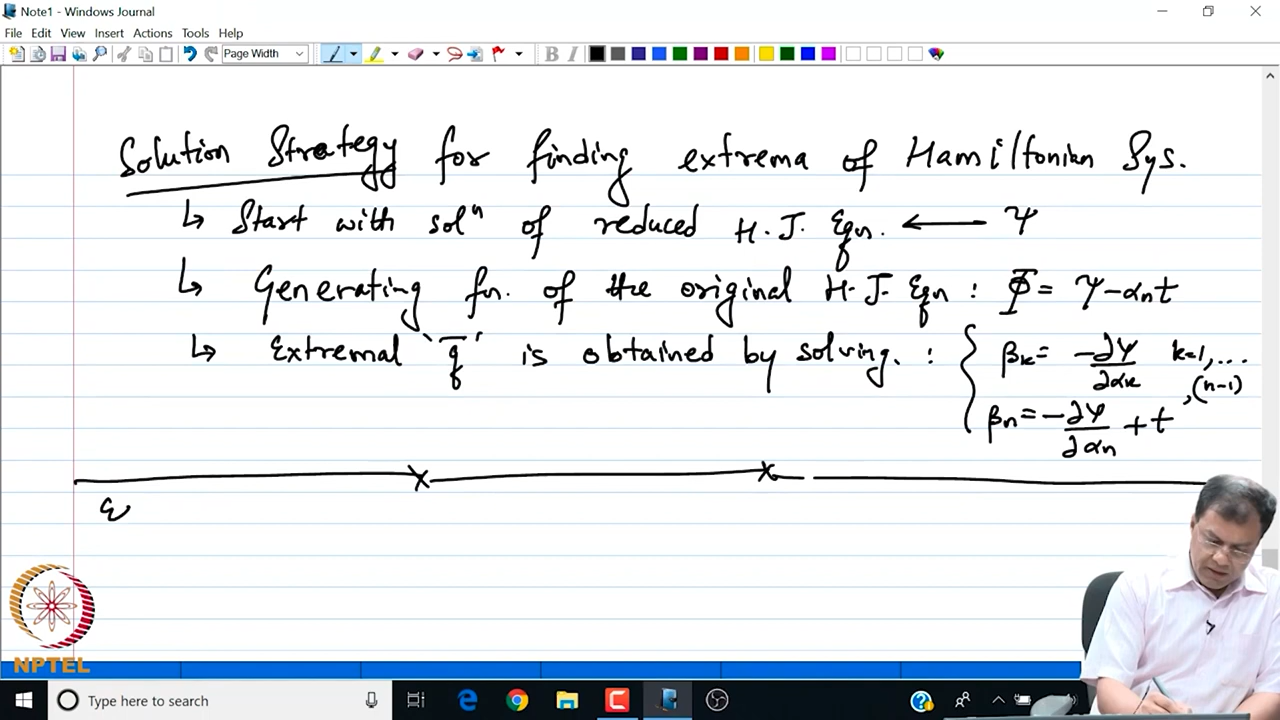 Note1 - Windows Journal
File Edit View Insert Actions Tools Help
Page Width
B I
Solution Strategy for finding extrema of Hamiltonian Sys.
↳ Start with solⁿ of reduced H.J. Eqn. ← Ψ
↳ Generating fn. of the original H.J. Eqn : Φ = Ψ-αₙt
↳ Extremal 'q̄' is obtained by solving. : { βₖ= -∂Ψ/∂αₖ k=1,... ,(n-1)
βₙ= -∂Ψ/∂αₙ + t
NPTEL
Type here to search